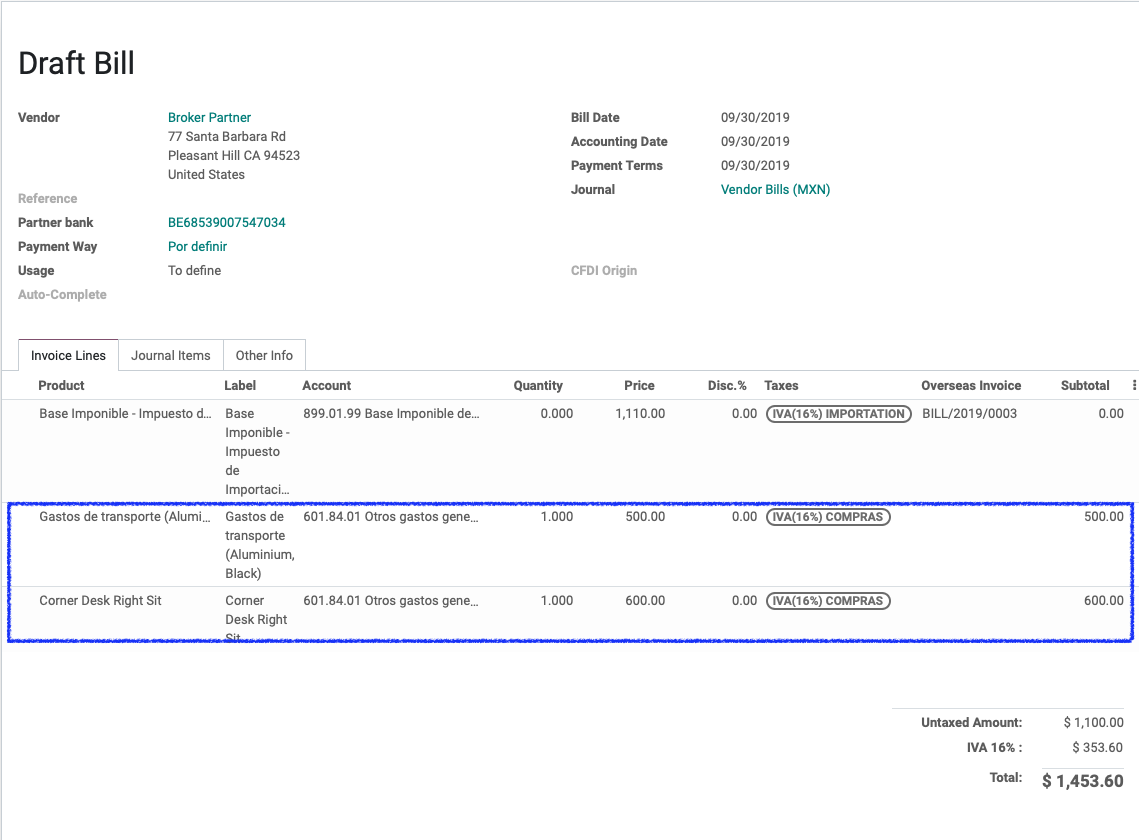 Draft Bill
Vendor Broker Partner Bill Date 09/30/2019
77 Santa Barbara Rd Accounting Date 09/30/2019
Pleasant Hill CA 94523 Payment Terms 09/30/2019
United States Journal Vendor Bills (MXN)
Reference
Partner bank BE68539007547034
Payment Way Por definir
Usage To define CFDI Origin
Auto-Complete
Invoice Lines Journal Items Other Info
Product Label Account Quantity Price Disc.% Taxes Overseas Invoice Subtotal
Base Imponible - Impuesto d... Base 899.01.99 Base Imponible de... 0.000 1,110.00 0.00 IVA(16%) IMPORTATION BILL/2019/0003 0.00
Imponible -
Impuesto
de
Importaci...
Gastos de transporte (Alumi... Gastos de 601.84.01 Otros gastos gene... 1.000 500.00 0.00 IVA(16%) COMPRAS 500.00
transporte
(Aluminium,
Black)
Corner Desk Right Sit Corner 601.84.01 Otros gastos gene... 1.000 600.00 0.00 IVA(16%) COMPRAS 600.00
Desk Right
Sit
Untaxed Amount: $ 1,100.00
IVA 16% : $ 353.60
Total: $ 1,453.60